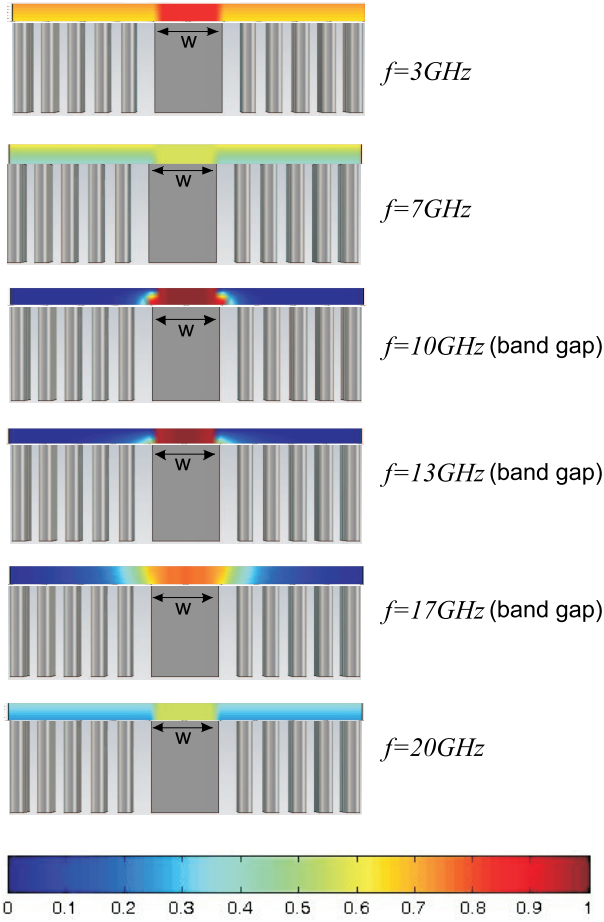 w
f=3GHz
w
f=7GHz
w
f=10GHz (band gap)
w
f=13GHz (band gap)
w
f=17GHz (band gap)
w
f=20GHz
0 0.1 0.2 0.3 0.4 0.5 0.6 0.7 0.8 0.9 1